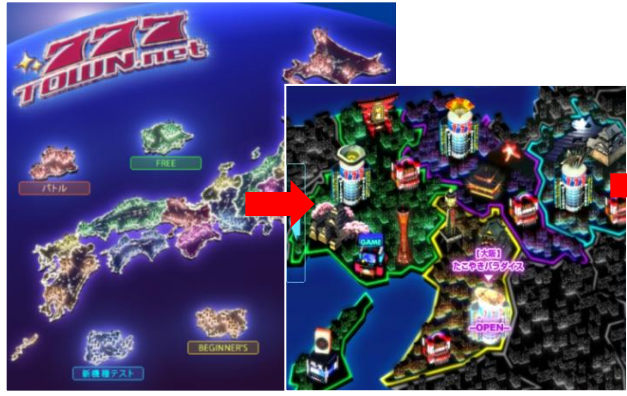 777
TOWN.net
FREE
バトル
BEGINNER'S
新機種テスト
GAME
【大阪】
たこやきパラダイス
-OPEN-